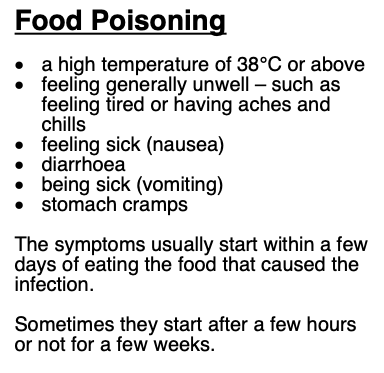 Food Poisoning
• a high temperature of 38°C or above
• feeling generally unwell – such as
feeling tired or having aches and
chills
• feeling sick (nausea)
• diarrhoea
• being sick (vomiting)
• stomach cramps
The symptoms usually start within a few
days of eating the food that caused the
infection.
Sometimes they start after a few hours
or not for a few weeks.